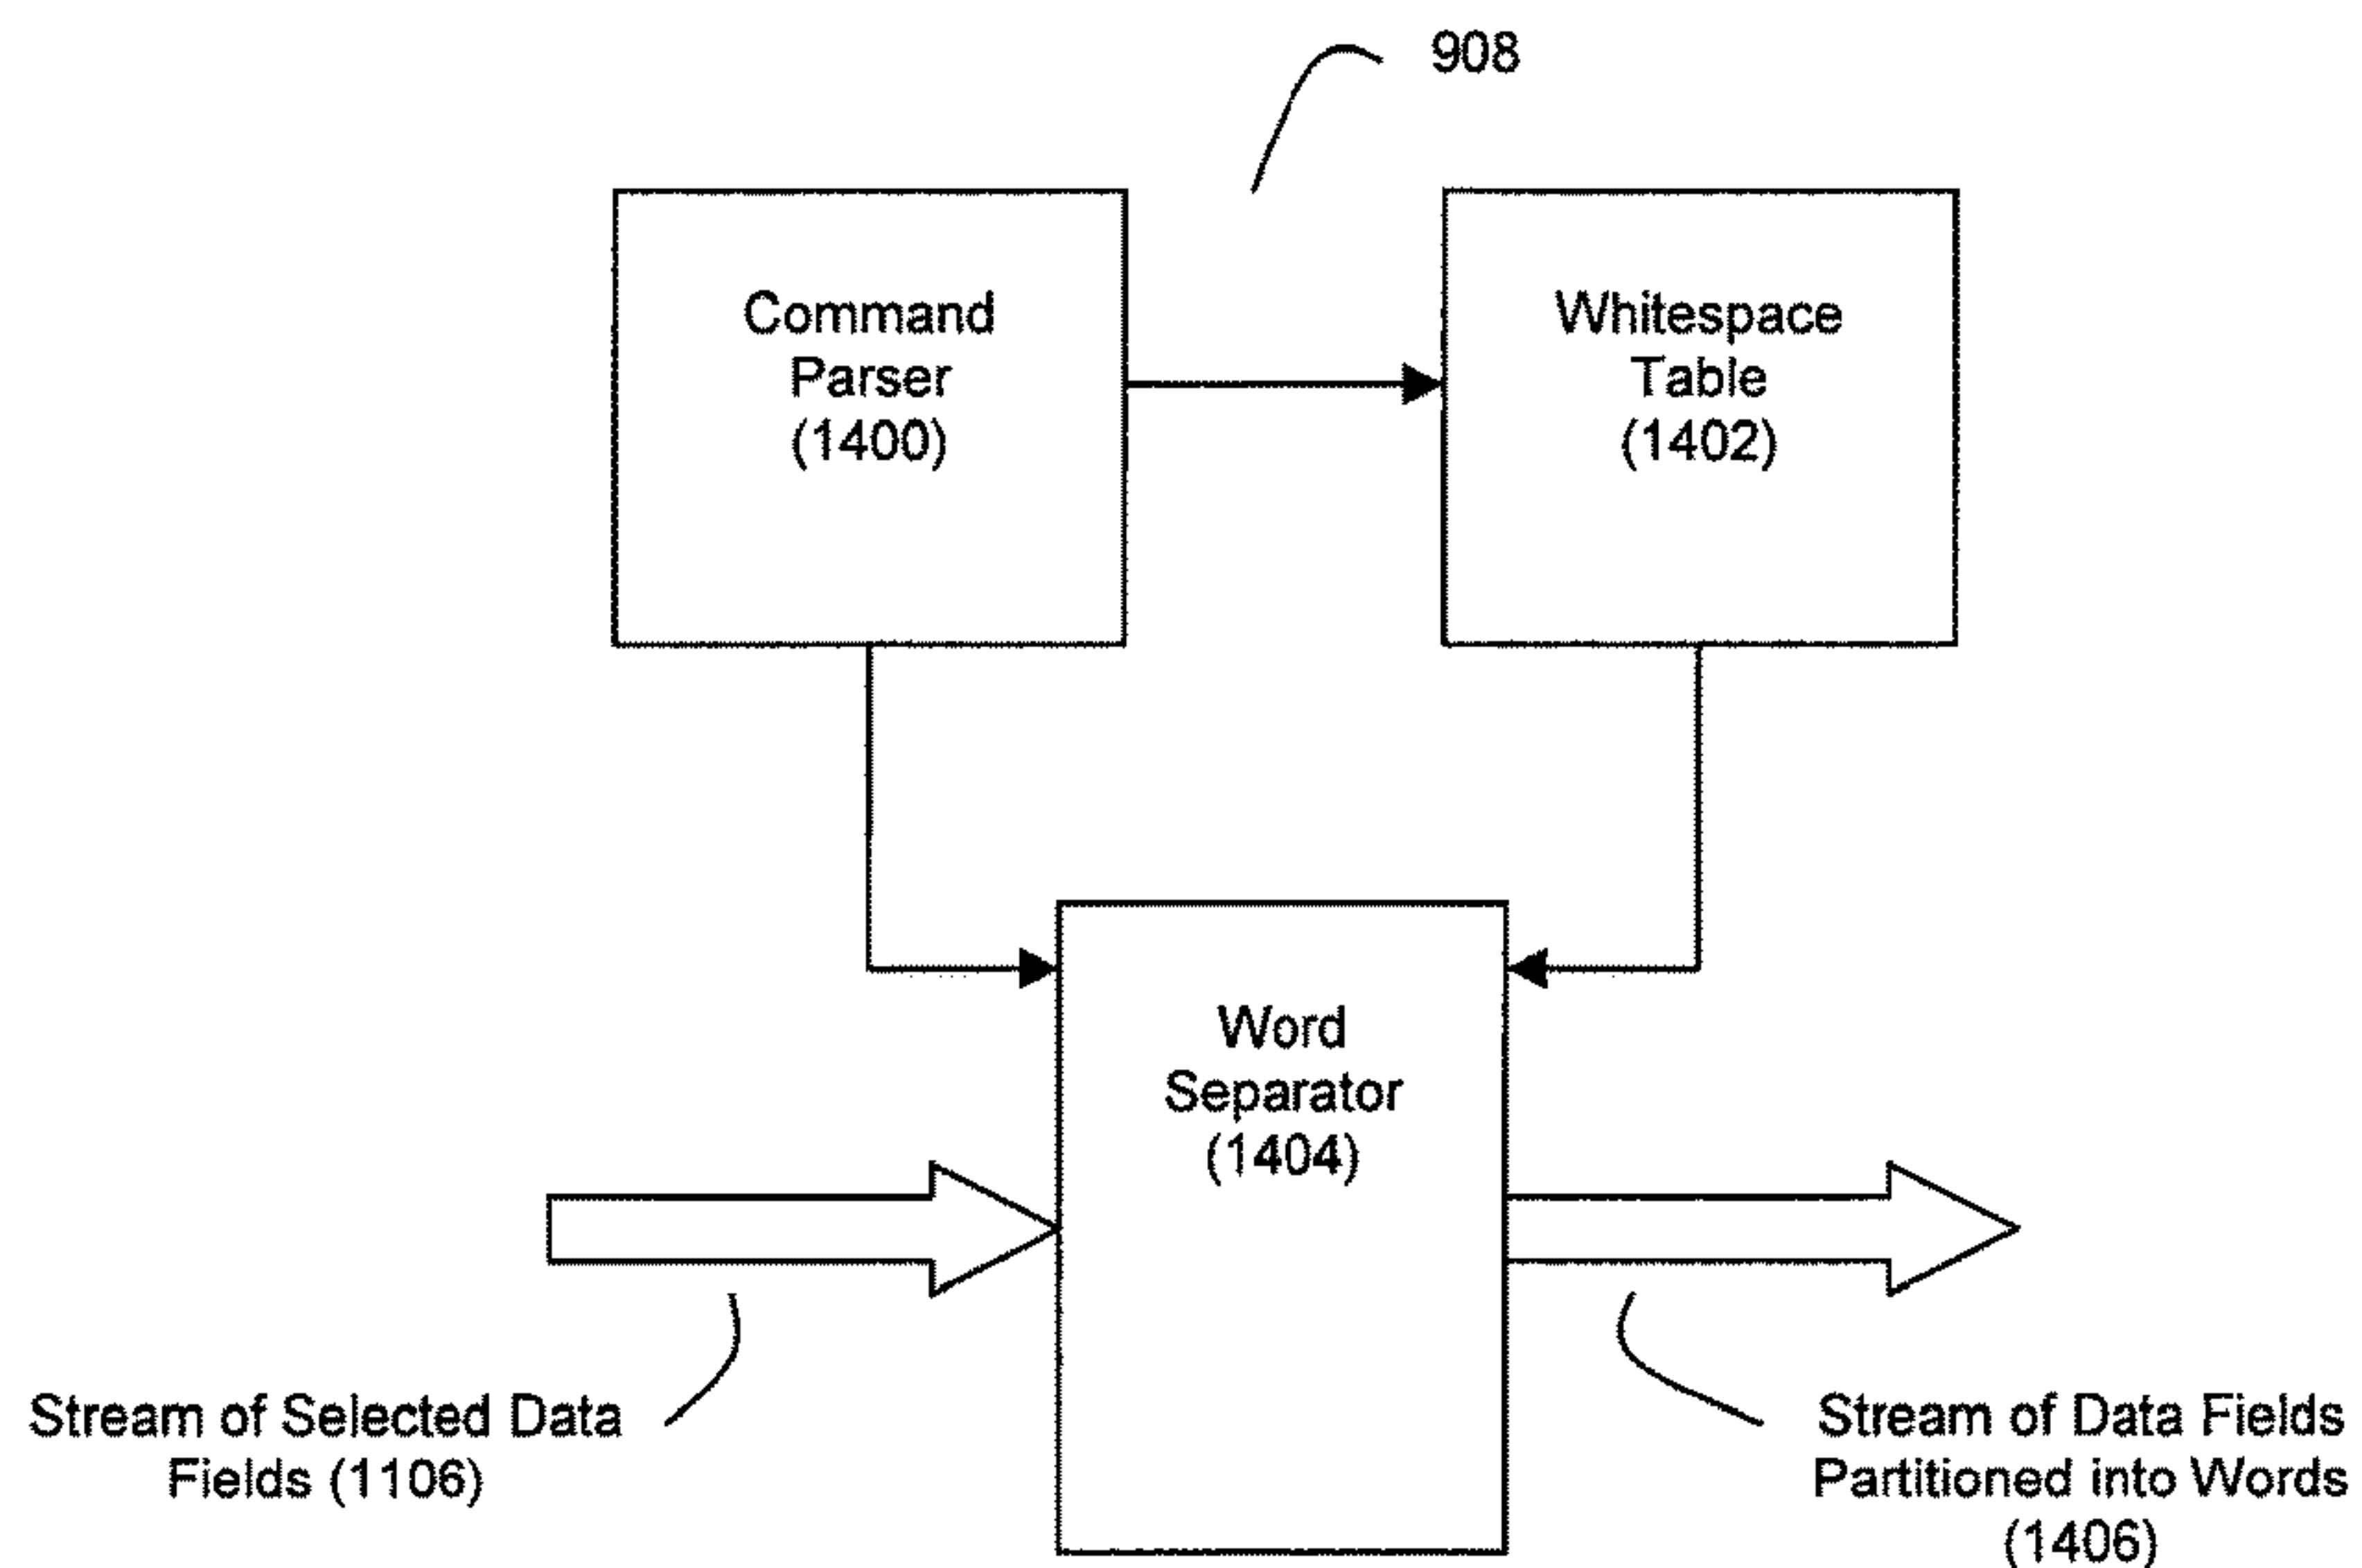 908
Command
Parser
(1400)
Whitespace
Table
(1402)
Word
Separator
(1404)
Stream of Selected Data
Fields (1106)
Stream of Data Fields
Partitioned into Words
(1406)